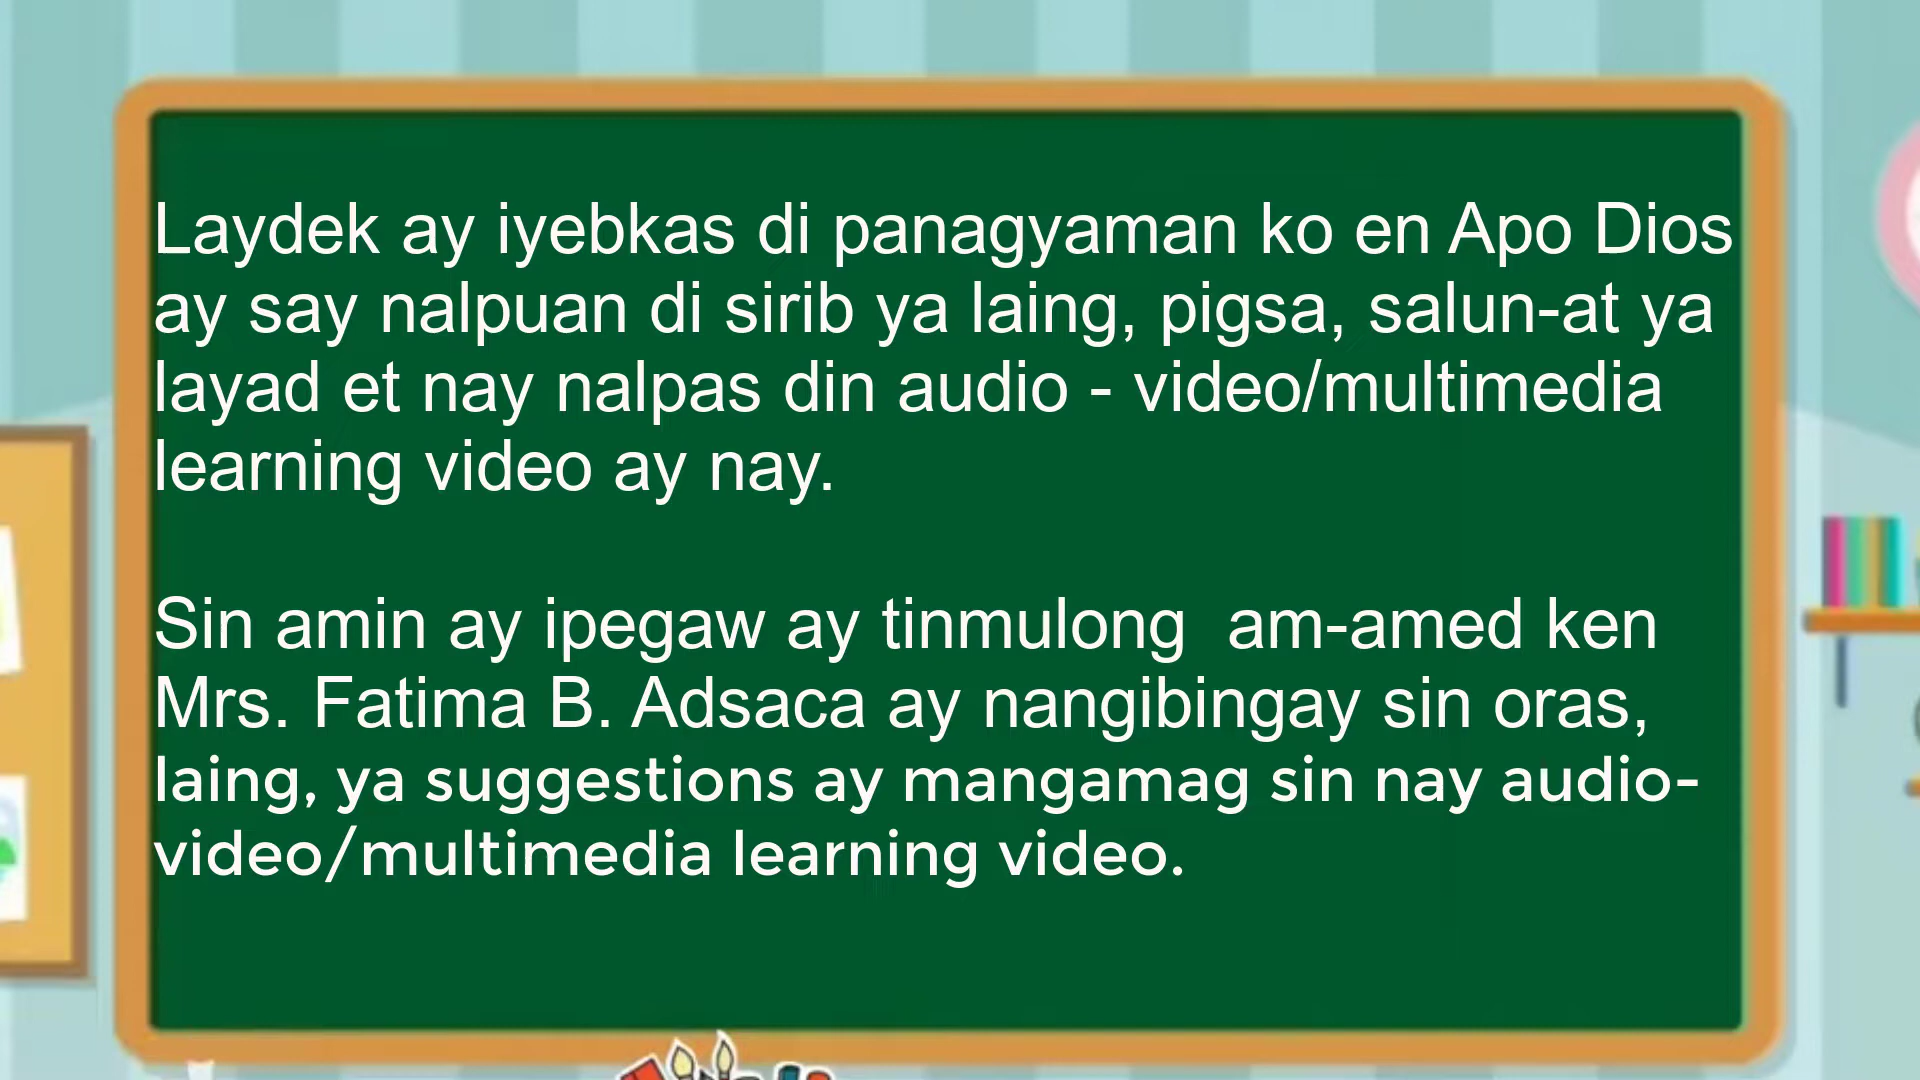 Laydek ay iyebkas di panagyaman ko en Apo Dios
ay say nalpuan di sirib ya laing, pigsa, salun-at ya
layad et nay nalpas din audio - video/multimedia
learning video ay nay.
Sin amin ay ipegaw ay tinmulong  am-amed ken
Mrs. Fatima B. Adsaca ay nangibingay sin oras,
laing, ya suggestions ay mangamag sin nay audio-
video/multimedia learning video.